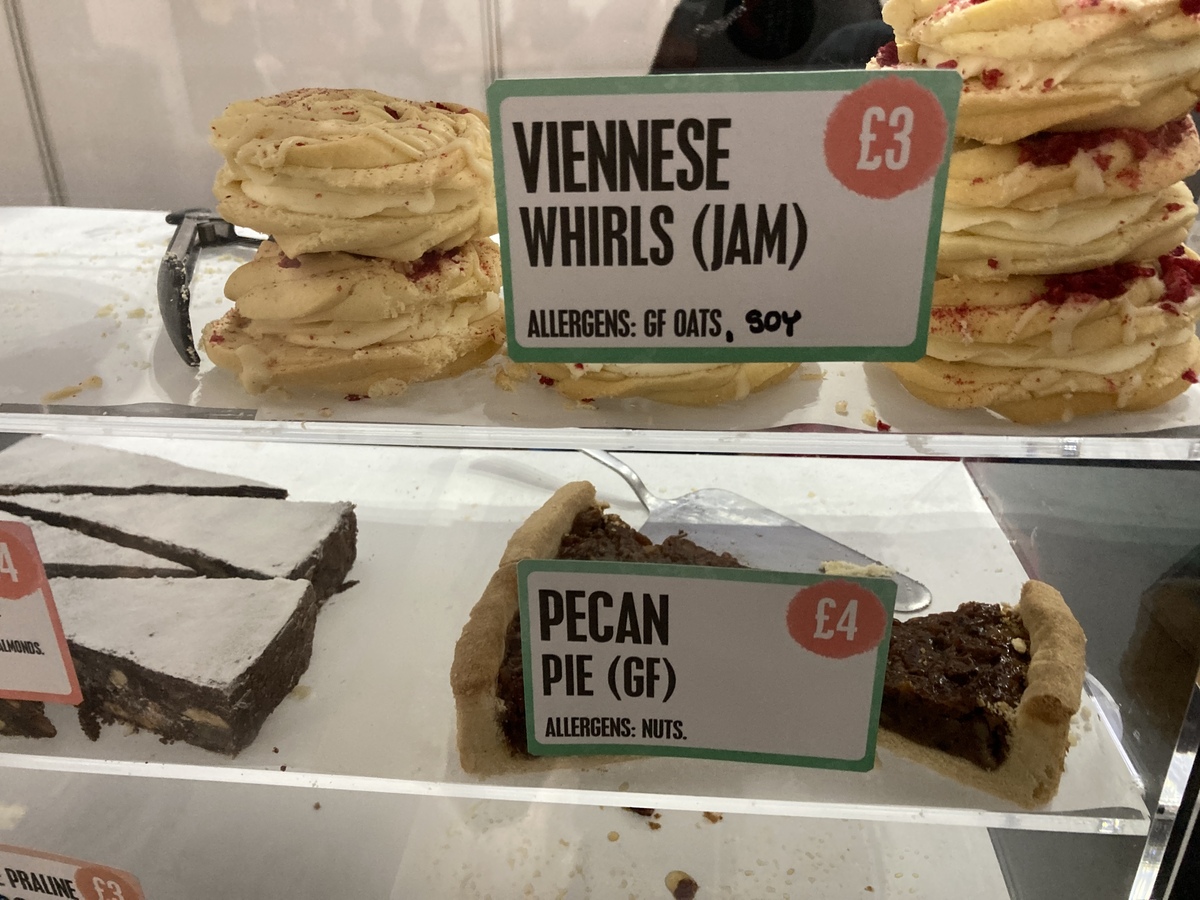 VIENNESE
WHIRLS (JAM)
£3
ALLERGENS: GF OATS, SOY
4
ALMONDS.
PECAN
PIE (GF)
£4
ALLERGENS: NUTS.
PRALINE
£3